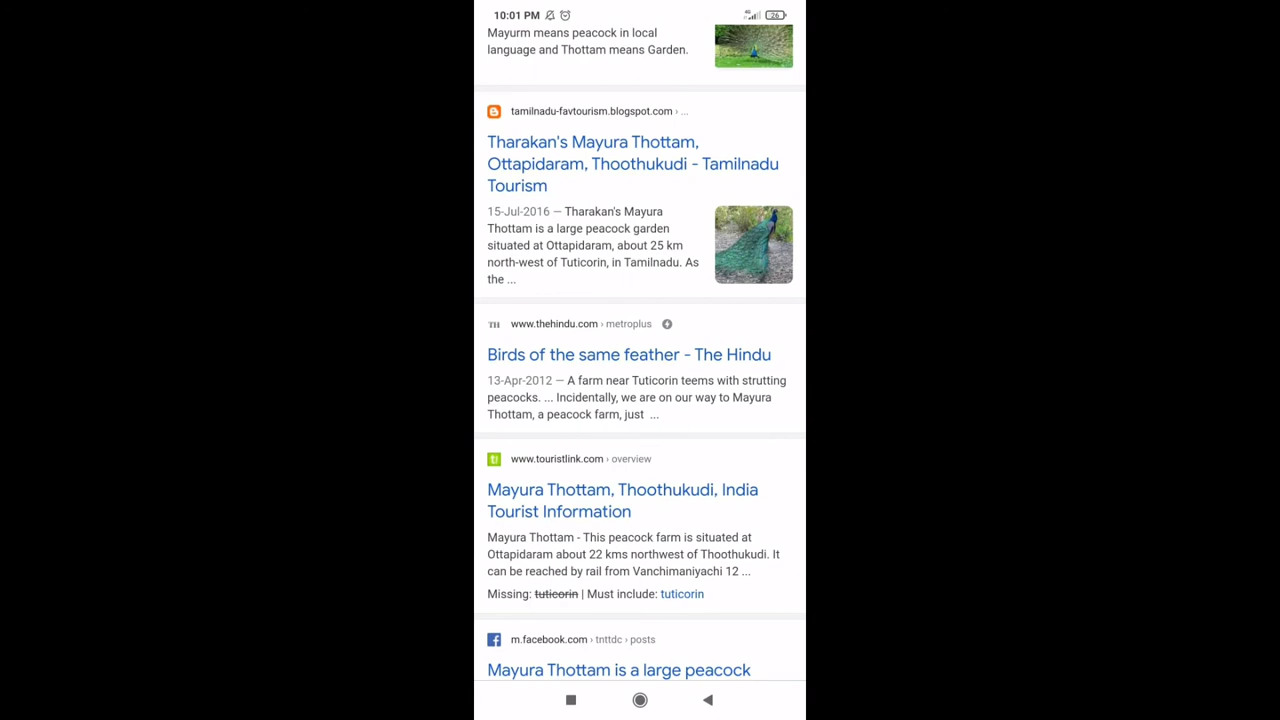 10:01 PM 4G 26
Mayurm means peacock in local
language and Thottam means Garden.
tamilnadu-favtourism.blogspot.com › ...
Tharakan's Mayura Thottam,
Ottapidaram, Thoothukudi - Tamilnadu
Tourism
15-Jul-2016 — Tharakan's Mayura
Thottam is a large peacock garden
situated at Ottapidaram, about 25 km
north-west of Tuticorin, in Tamilnadu. As
the ...
TH www.thehindu.com › metroplus
Birds of the same feather - The Hindu
13-Apr-2012 — A farm near Tuticorin teems with strutting
peacocks. ... Incidentally, we are on our way to Mayura
Thottam, a peacock farm, just ...
tl www.touristlink.com › overview
Mayura Thottam, Thoothukudi, India
Tourist Information
Mayura Thottam - This peacock farm is situated at
Ottapidaram about 22 kms northwest of Thoothukudi. It
can be reached by rail from Vanchimaniyachi 12 ...
Missing: tuticorin | Must include: tuticorin
m.facebook.com › tnttdc › posts
Mayura Thottam is a large peacock